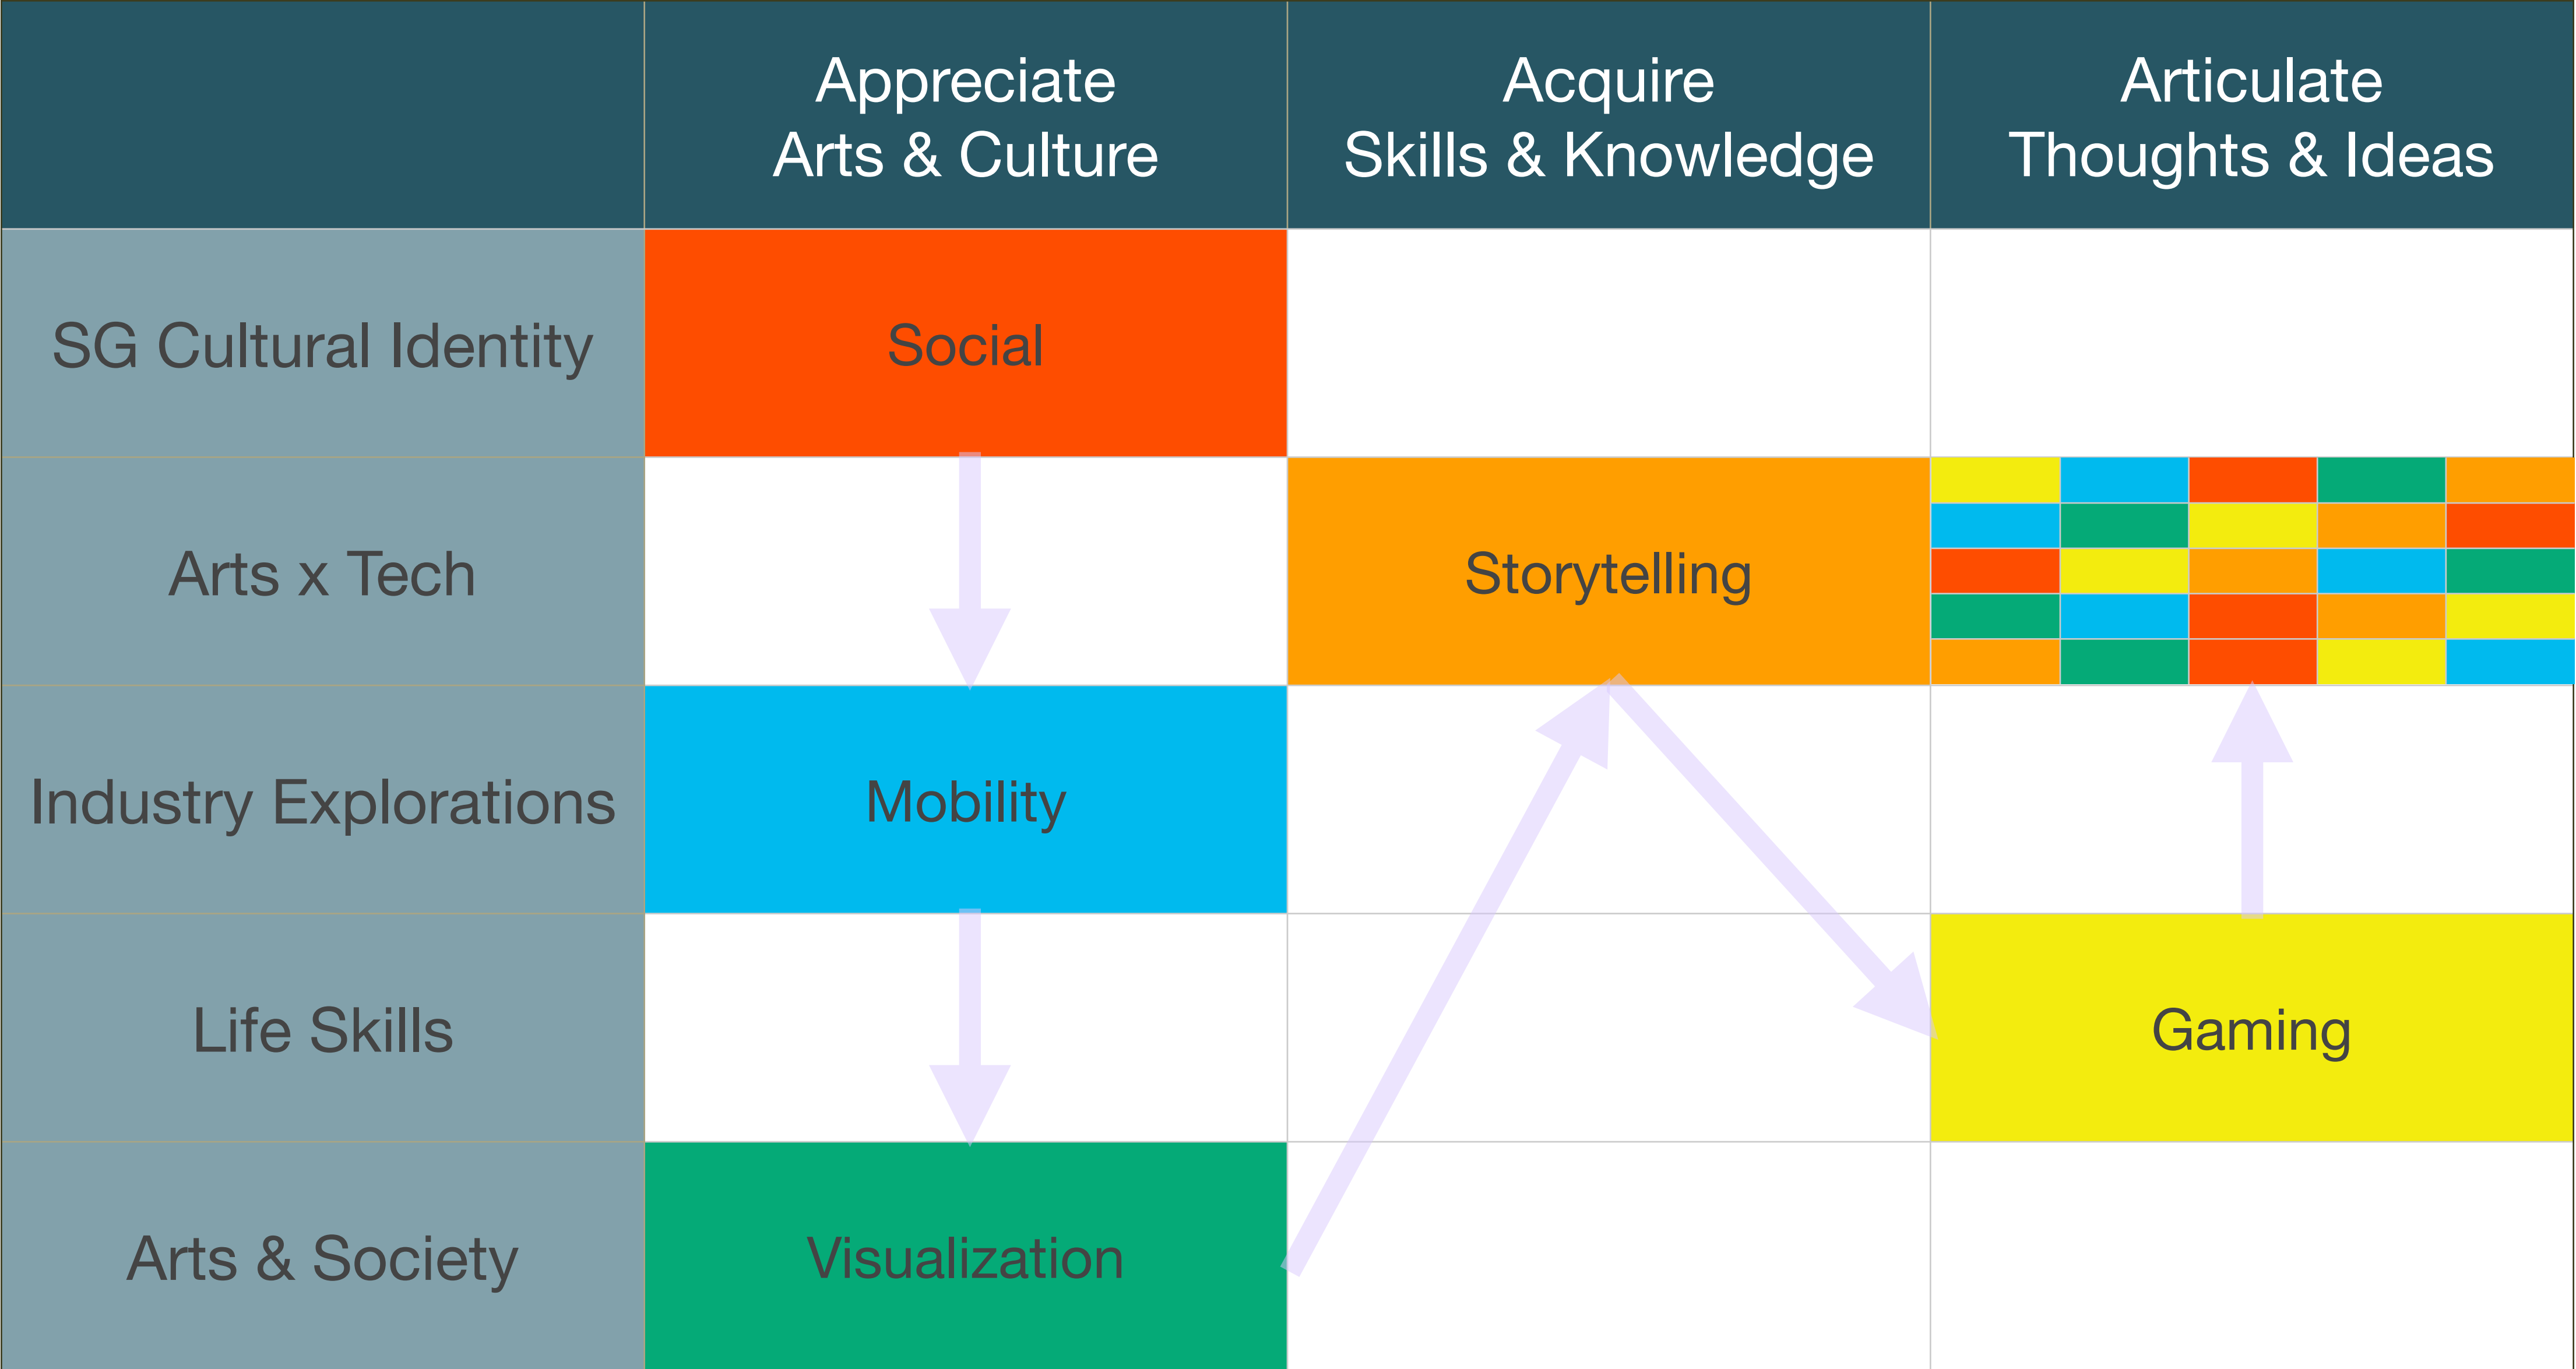 Appreciate
Arts & Culture
Acquire
Skills & Knowledge
Articulate
Thoughts & Ideas
SG Cultural Identity
Social
Arts x Tech
Storytelling
Industry Explorations
Mobility
Life Skills
Gaming
Arts & Society
Visualization